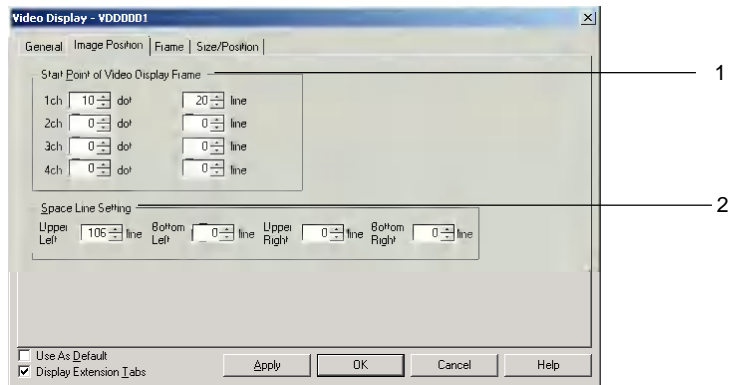 Video Display - VDD0001
General Image Position Frame Size/Position
Start Point of Video Display Frame
1
1ch 10 dot 20 line
2ch 0 dot 0 line
3ch 0 dot 0 line
4ch 0 dot 0 line
Space Line Setting
2
Upper Left 106 line Bottom Left 0 line Upper Right 0 line Bottom Right 0 line
Use As Default
Display Extension Tabs
Apply OK Cancel Help